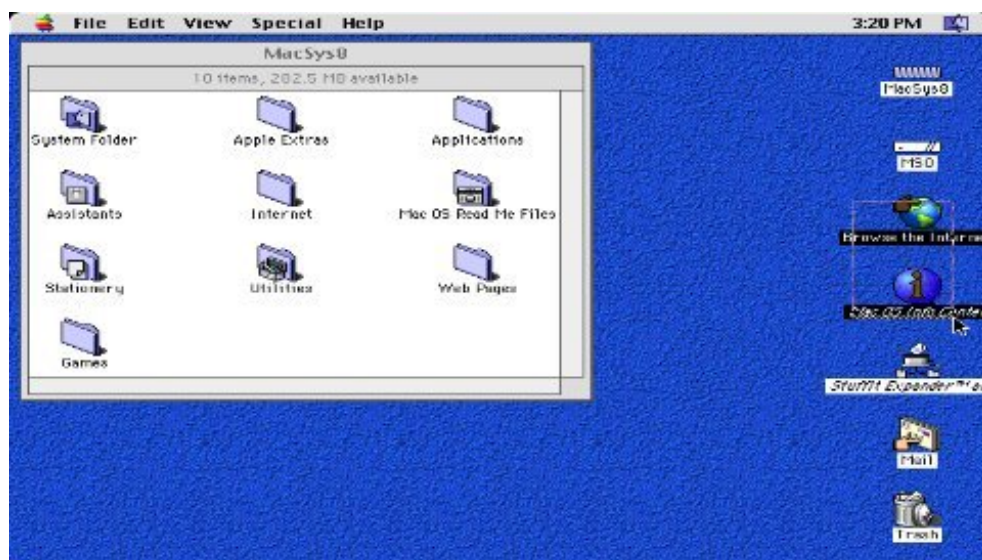 File Edit View Special Help 3:20 PM
MacSys8
10 items, 282.5 MB available
System Folder Apple Extras Applications
Assistants Internet Mac OS Read Me Files
Stationery Utilities Web Pages
Games
MacSys8
Browse the Interne
Mac OS Info Cente
StuffIt Expander™
Mail
Trash